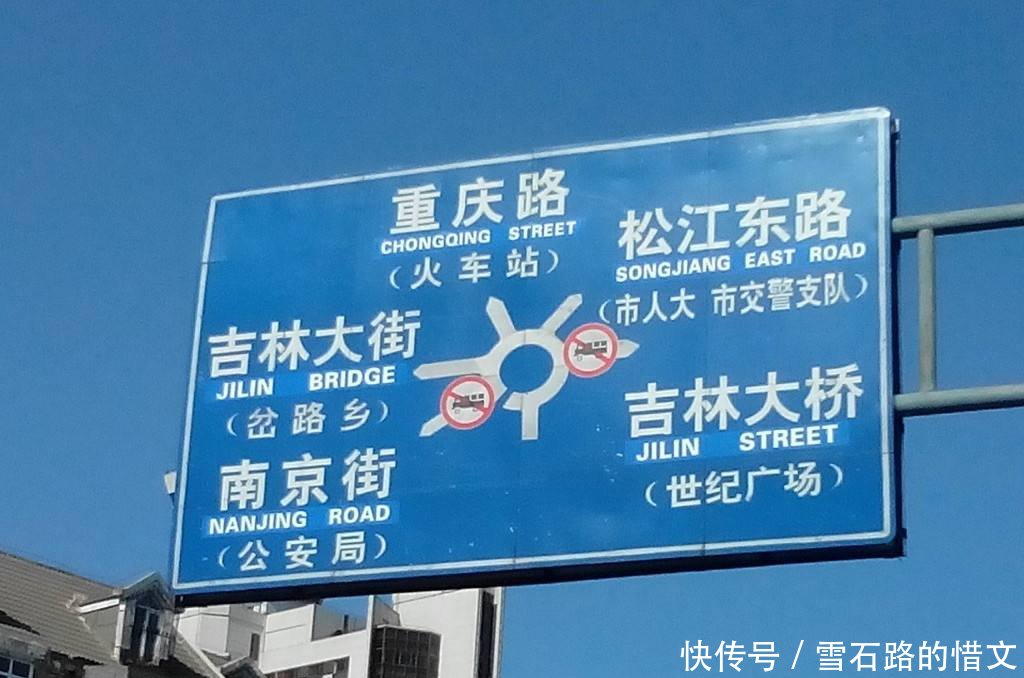 重庆路
CHONGQING STREET
（火车站）
松江东路
SONGJIANG EAST ROAD
（市人大 市交警支队）
吉林大街
JILIN BRIDGE
（岔路乡）
吉林大桥
JILIN STREET
（世纪广场）
南京街
NANJING ROAD
（公安局）
快传号 / 雪石路的惜文